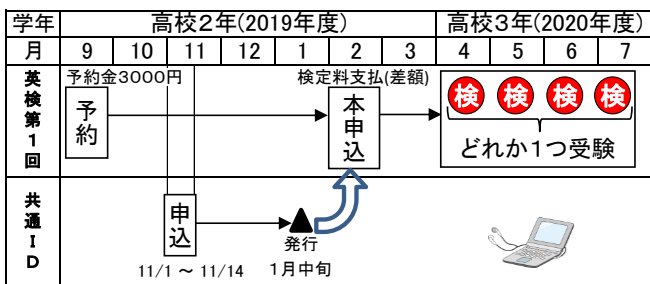 学年 高校2年(2019年度) 高校3年(2020年度)
月 9 10 11 12 1 2 3 4 5 6 7
英検第1回
予約金3000円
予約
検定料支払(差額)
本申込
検 検 検 検
どれか1つ受験
共通ID
申込
11/1 ~ 11/14
発行
1月中旬